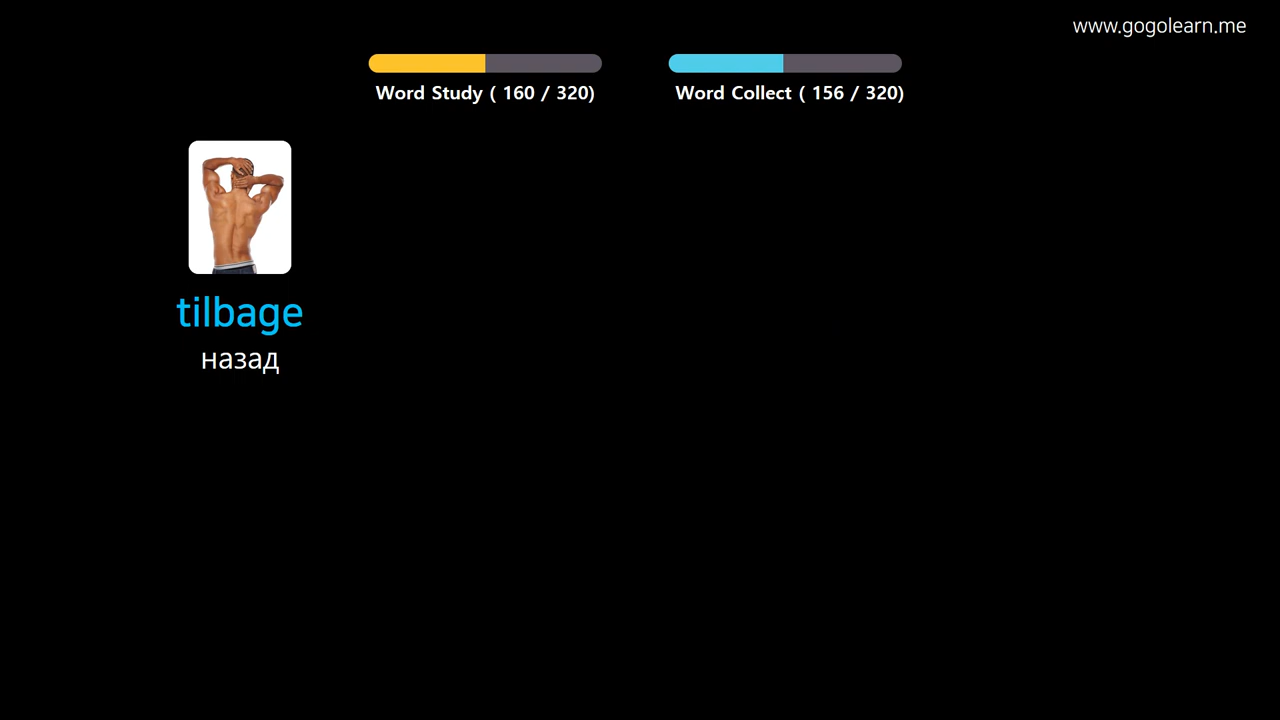 www.gogolearn.me
Word Study ( 160 / 320)
Word Collect ( 156 / 320)
tilbage
назад